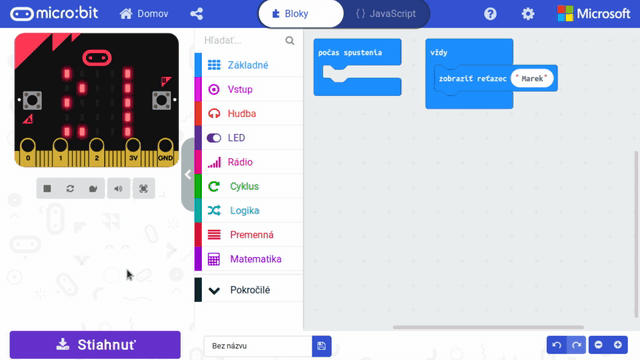 micro:bit
Domov
Bloky
JavaScript
?
Microsoft
0
1
2
3V
GND
Stiahnuť
Hľadať...
Základné
Vstup
Hudba
LED
Rádio
Cyklus
Logika
Premenná
Matematika
Pokročilé
počas spustenia
vždy
zobraziť reťazec "Marek"
Bez názvu